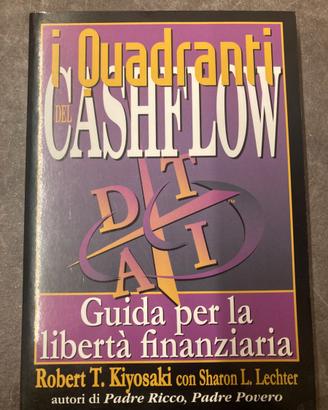 i Quadranti
DEL CASHFLOW
D T
A I
TM
Guida per la
libertà finanziaria
Robert T. Kiyosaki con Sharon L. Lechter
autori di Padre Ricco, Padre Povero